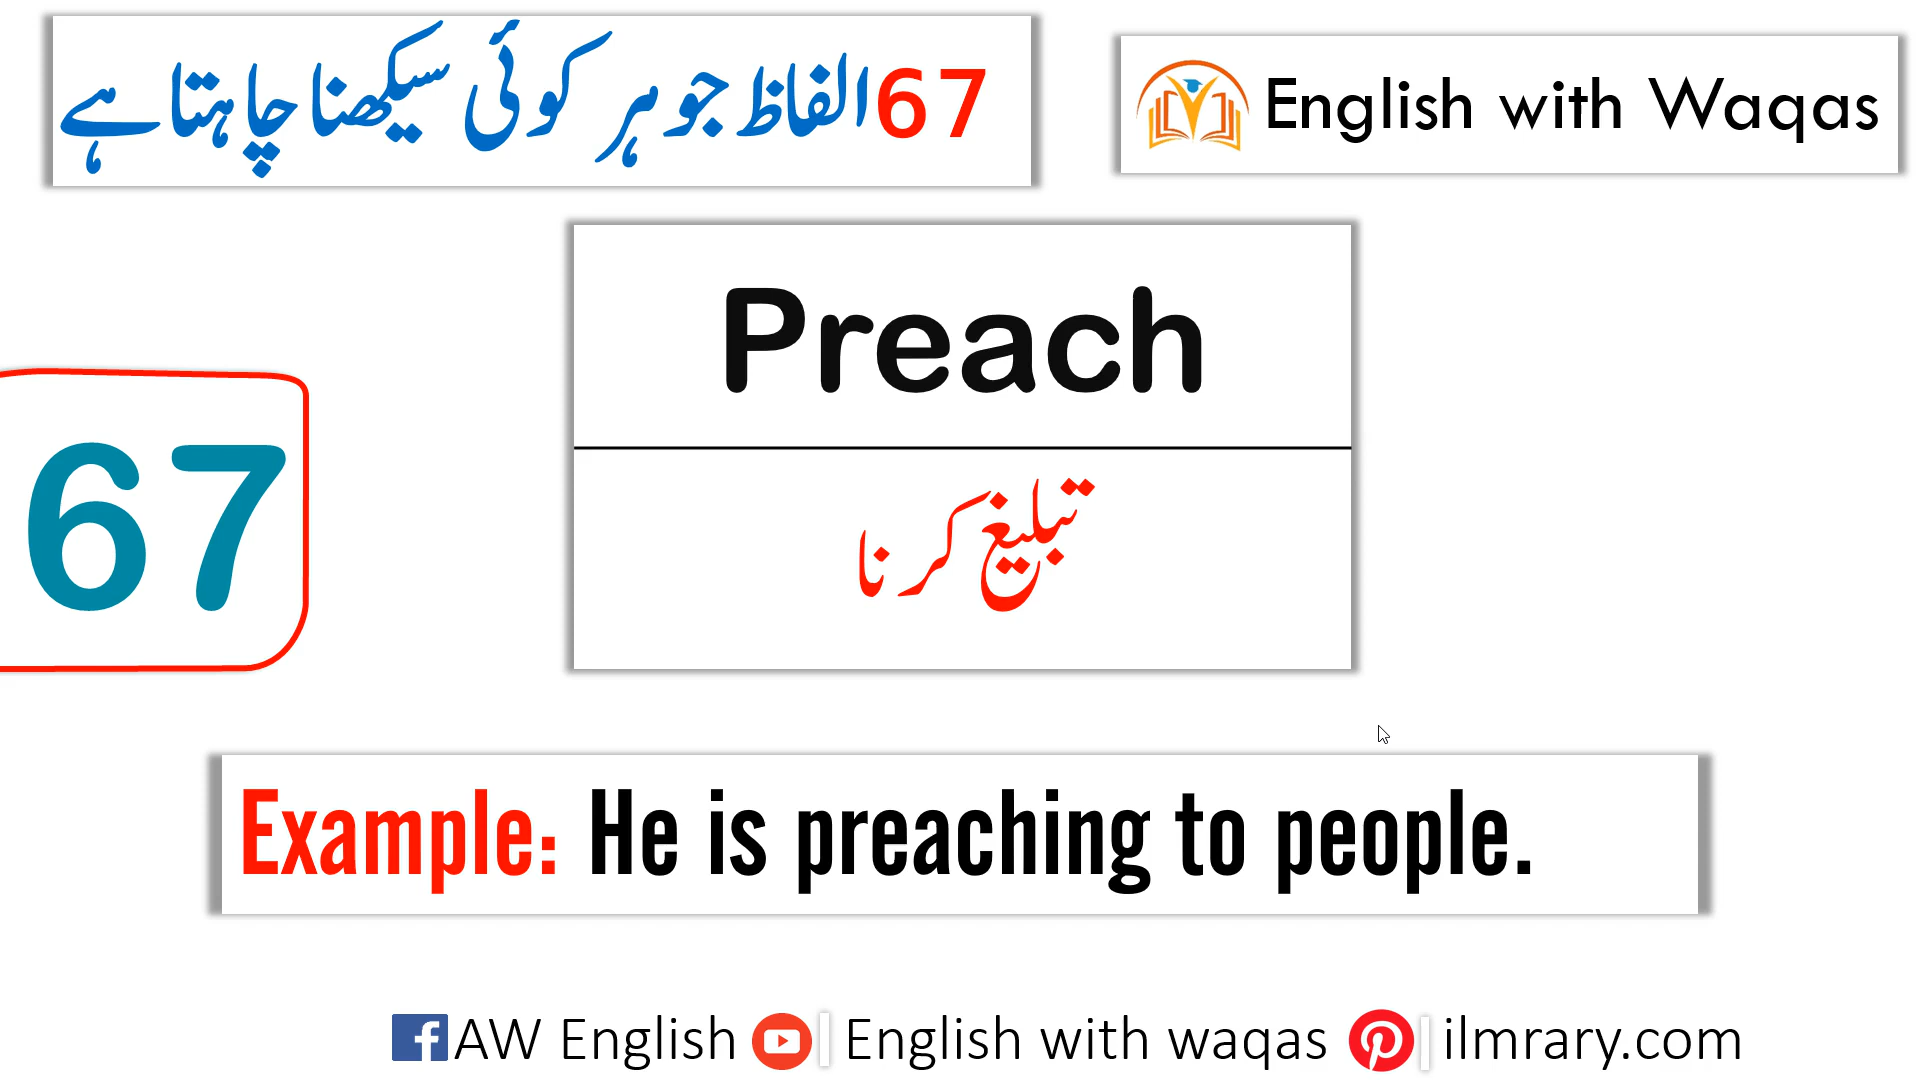 67 الفاظ جو ہر کوئی سیکھنا چاہتا ہے
English with Waqas
Preach
67
تبلیغ کرنا
Example: He is preaching to people.
AW English | English with waqas | ilmrary.com